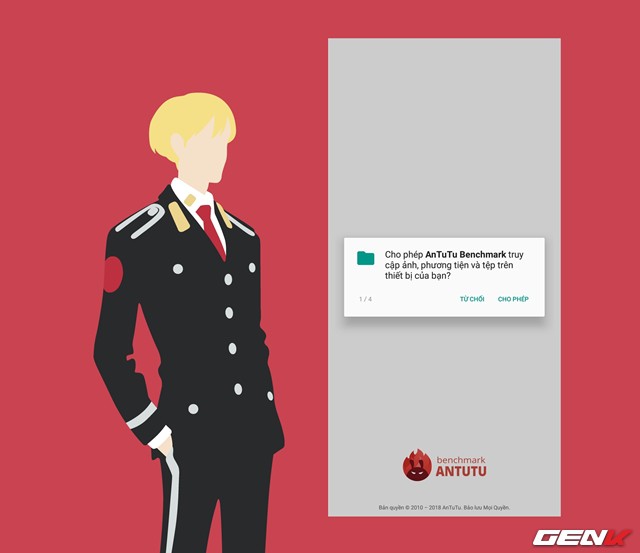 Cho phép AnTuTu Benchmark truy
cập ảnh, phương tiện và tệp trên
thiết bị của bạn?
1 / 4
TỪ CHỐI
CHO PHÉP
benchmark
ANTUTU
Bản quyền © 2010 – 2018 AnTuTu. Bảo lưu Mọi Quyền.
GENK